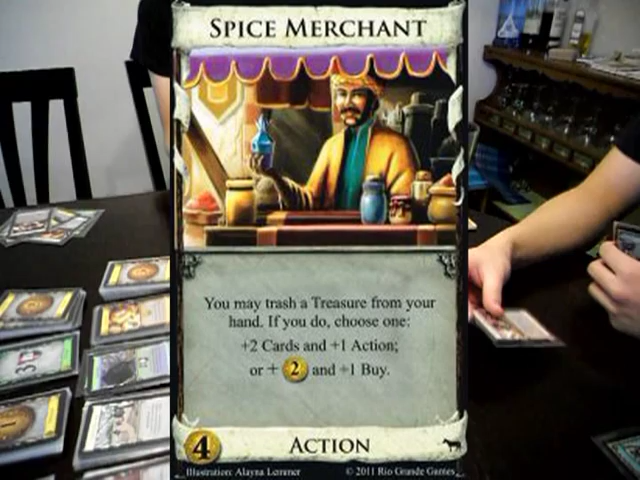 SPICE MERCHANT
You may trash a Treasure from your
hand. If you do, choose one:
+2 Cards and +1 Action;
or + 2 and +1 Buy.
4 ACTION
Illustration: Alayna Lemmer © 2011 Rio Grande Games